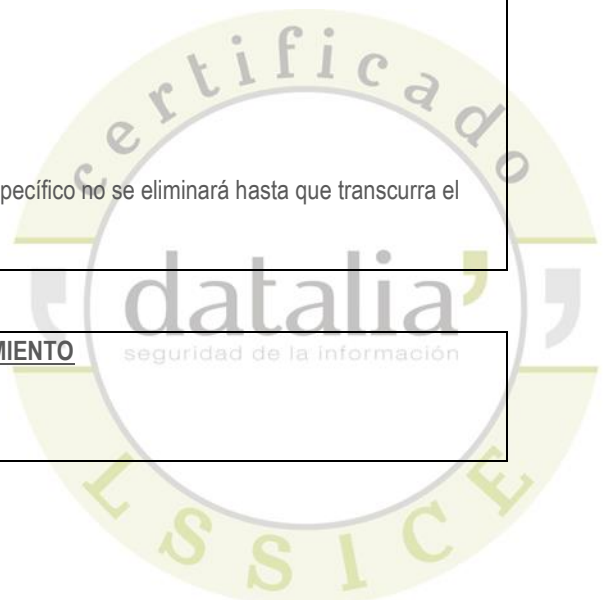 certificado
pecífico no se eliminará hasta que transcurra el
datalia
MIENTO
seguridad de la información
LSSICE